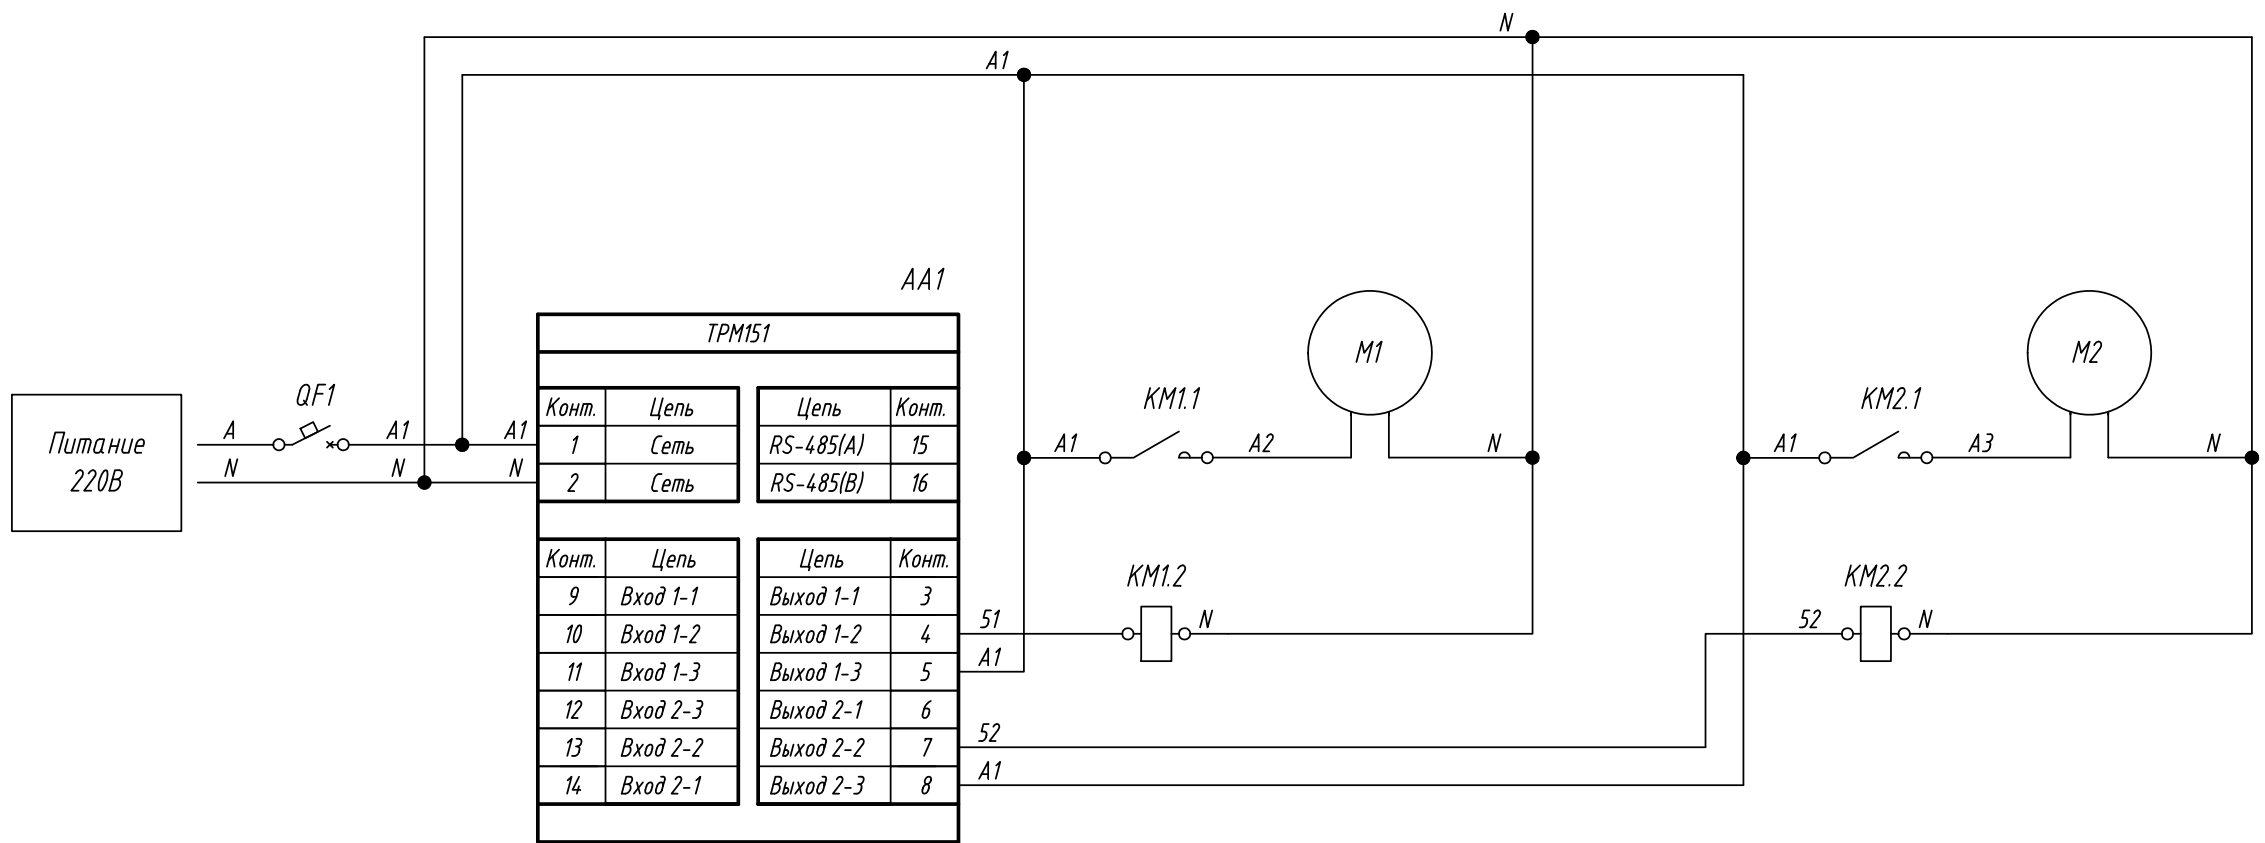 N
A1
AA1
ТРМ151
QF1
Питание
220В
A
A1
A1
N
N
N
Конт. Цепь Цепь Конт.
1 Сеть RS-485(A) 15
2 Сеть RS-485(B) 16
Конт. Цепь Цепь Конт.
9 Вход 1-1 Выход 1-1 3
10 Вход 1-2 Выход 1-2 4
11 Вход 1-3 Выход 1-3 5
12 Вход 2-3 Выход 2-1 6
13 Вход 2-2 Выход 2-2 7
14 Вход 2-1 Выход 2-3 8
51
A1
52
A1
M1
KM1.1
A1
A2
N
KM1.2
N
M2
KM2.1
A1
A3
N
KM2.2
52
N